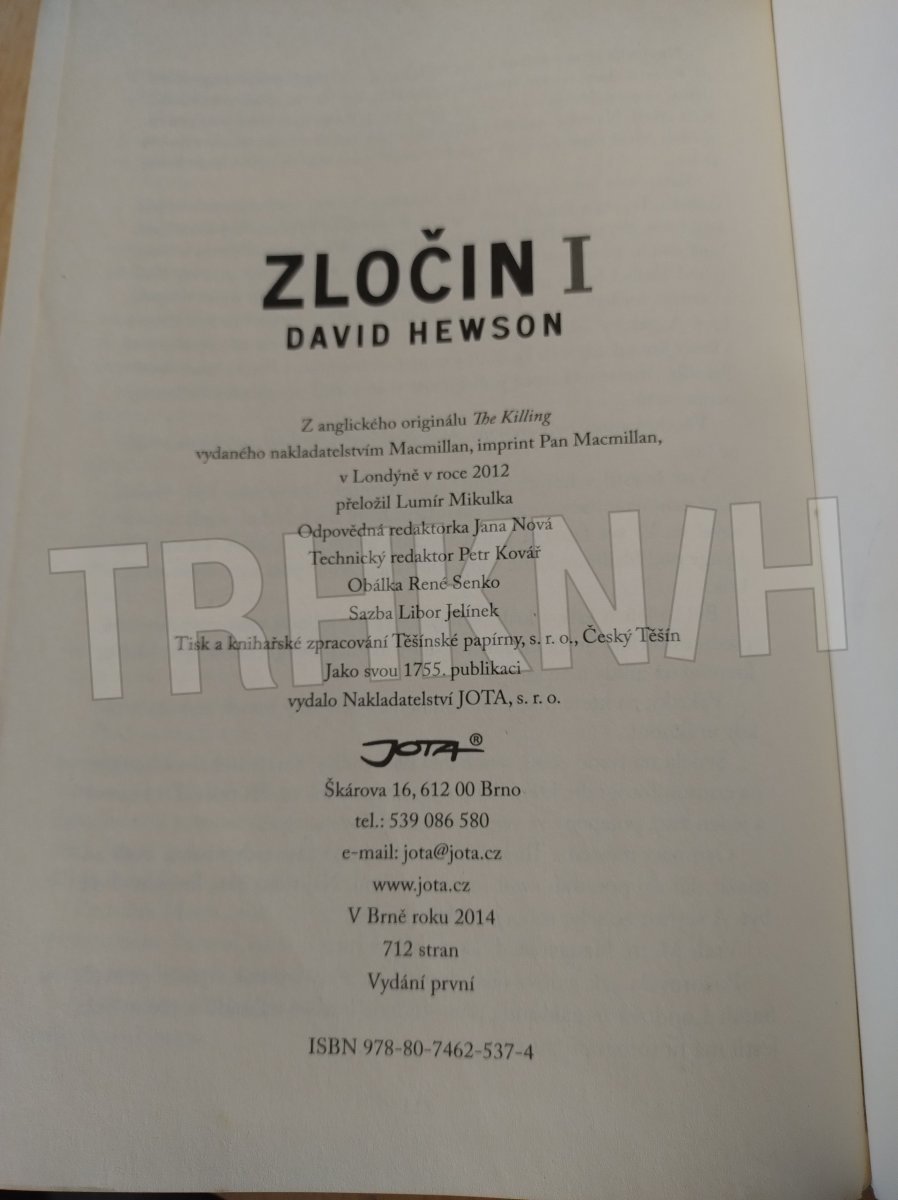 ZLOČIN I
DAVID HEWSON
Z anglického originálu The Killing
vydaného nakladatelstvím Macmillan, imprint Pan Macmillan,
v Londýně v roce 2012
přeložil Lumír Mikulka
Odpovědná redaktorka Jana Nová
Technický redaktor Petr Kovář
Obálka René Senko
Sazba Libor Jelínek
Tisk a knihařské zpracování Těšínské papírny, s. r. o., Český Těšín
Jako svou 1755. publikaci
vydalo Nakladatelství JOTA, s. r. o.
TRHKN/H
JOTA®
Škárova 16, 612 00 Brno
tel.: 539 086 580
e-mail: jota@jota.cz
www.jota.cz
V Brně roku 2014
712 stran
Vydání první
ISBN 978-80-7462-537-4